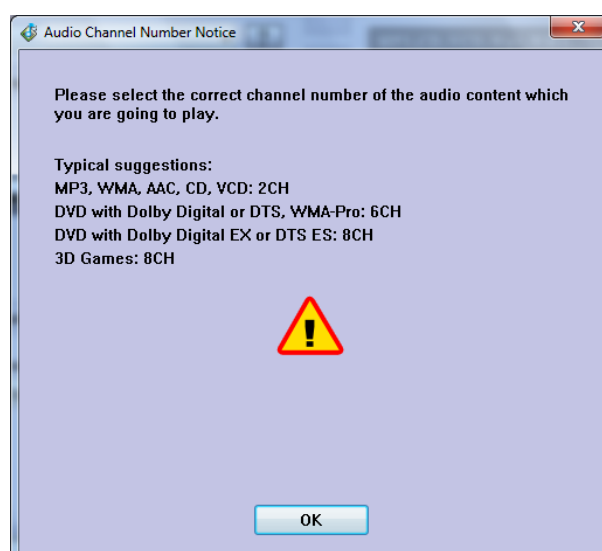 Audio Channel Number Notice
Please select the correct channel number of the audio content which
you are going to play.
Typical suggestions:
MP3, WMA, AAC, CD, VCD: 2CH
DVD with Dolby Digital or DTS, WMA-Pro: 6CH
DVD with Dolby Digital EX or DTS ES: 8CH
3D Games: 8CH
OK